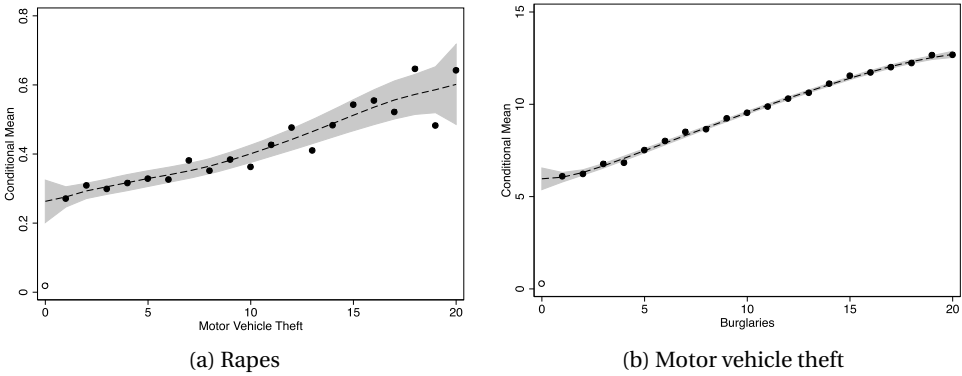 0.8
0.6
0.4
0.2
0
Conditional Mean
0 5 10 15 20
Motor Vehicle Theft
(a) Rapes
15
10
5
0
Conditional Mean
0 5 10 15 20
Burglaries
(b) Motor vehicle theft